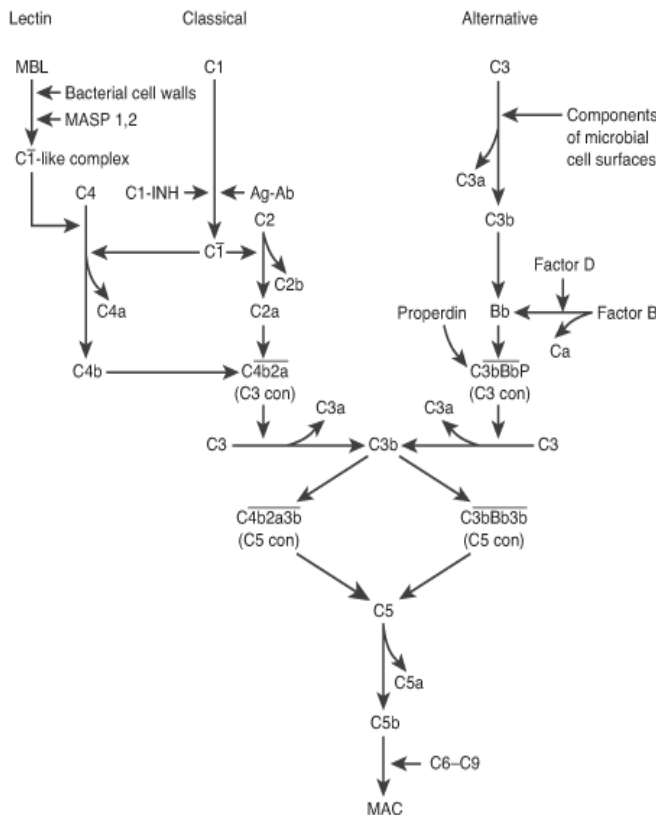 Lectin
Classical
Alternative
MBL
C1
C3
Bacterial cell walls
MASP 1,2
Components
of microbial
cell surfaces
C1̅-like complex
C3a
C4
C1-INH
Ag-Ab
C2
C3b
C1̅
C2b
Factor D
C4a
C2a
Properdin
Bb
Factor B
Ca
C4b
C4b2a
(C3 con)
C3bBbP
(C3 con)
C3a
C3a
C3
C3b
C3
C4b2a3b
(C5 con)
C3bBb3b
(C5 con)
C5
C5a
C5b
C6–C9
MAC